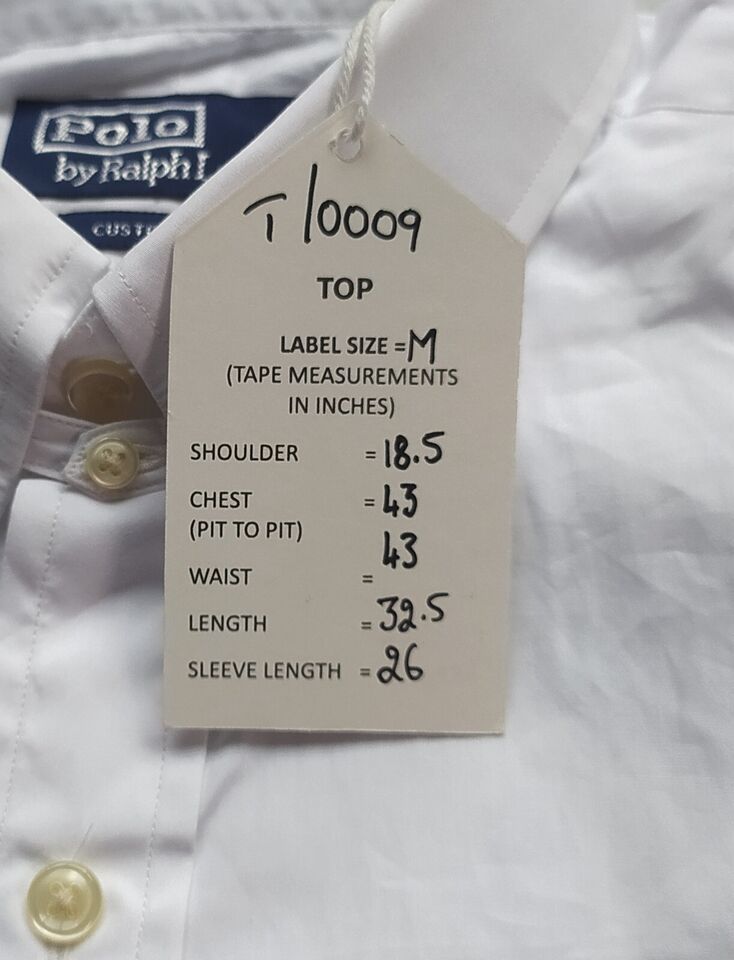 Polo
by Ralph
T10009
TOP
LABEL SIZE = M
(TAPE MEASUREMENTS
IN INCHES)
SHOULDER = 18.5
CHEST = 43
(PIT TO PIT)
WAIST = 43
LENGTH = 32.5
SLEEVE LENGTH = 26